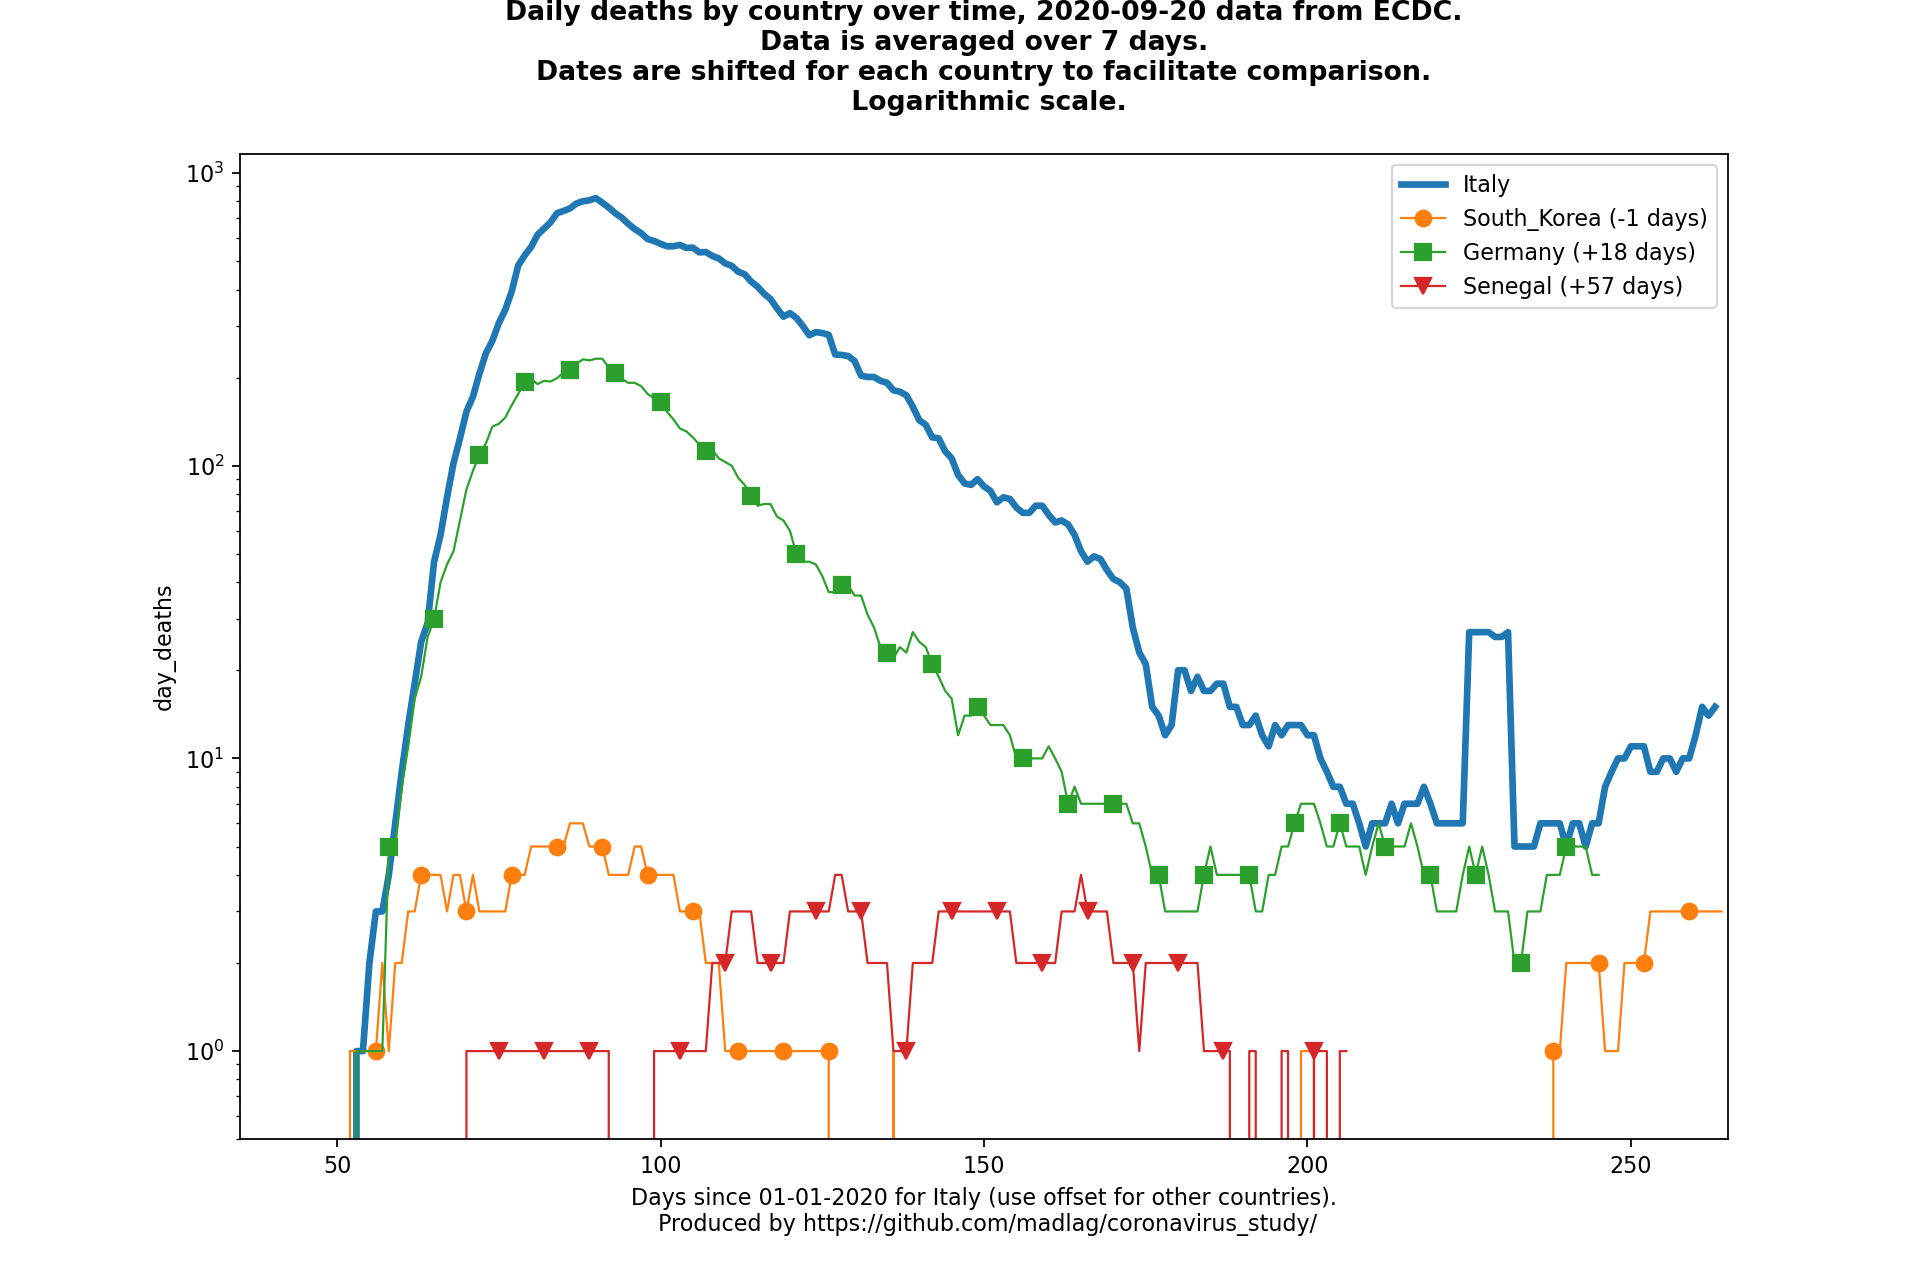 Daily deaths by country over time, 2020-09-20 data from ECDC.
Data is averaged over 7 days.
Dates are shifted for each country to facilitate comparison.
Logarithmic scale.
10³
10²
10¹
10⁰
day_deaths
Italy
South_Korea (-1 days)
Germany (+18 days)
Senegal (+57 days)
50
100
150
200
250
Days since 01-01-2020 for Italy (use offset for other countries).
Produced by https://github.com/madlag/coronavirus_study/